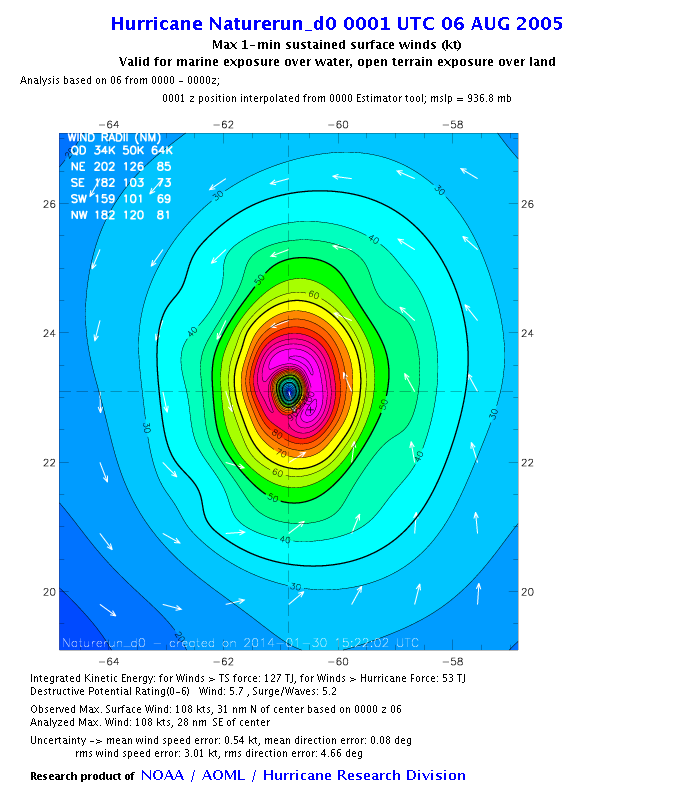 Hurricane Naturerun_d0 0001 UTC 06 AUG 2005
Max 1-min sustained surface winds (kt)
Valid for marine exposure over water, open terrain exposure over land
Analysis based on 06 from 0000 - 0000z;
0001 z position interpolated from 0000 Estimator tool; mslp = 936.8 mb
-64 -62 -60 -58
WIND RADII (NM)
QD 34K 50K 64K
NE 202 126 85
SE 182 103 73
SW 159 101 69
NW 182 120 81
30 30
26 26
40
50
60
24 24
40
50
30 30
80
70 40
22 60 22
50
40
30
20 20
20
Naturerun_d0 - created on 2014-01-30 15:22:02 UTC
-64 -62 -60 -58
Integrated Kinetic Energy: for Winds > TS force: 127 TJ, for Winds > Hurricane Force: 53 TJ
Destructive Potential Rating(0-6) Wind: 5.7 , Surge/Waves: 5.2
Observed Max. Surface Wind: 108 kts, 31 nm N of center based on 0000 z 06
Analyzed Max. Wind: 108 kts, 28 nm SE of center
Uncertainty -> mean wind speed error: 0.54 kt, mean direction error: 0.08 deg
rms wind speed error: 3.01 kt, rms direction error: 4.66 deg
Research product of NOAA / AOML / Hurricane Research Division